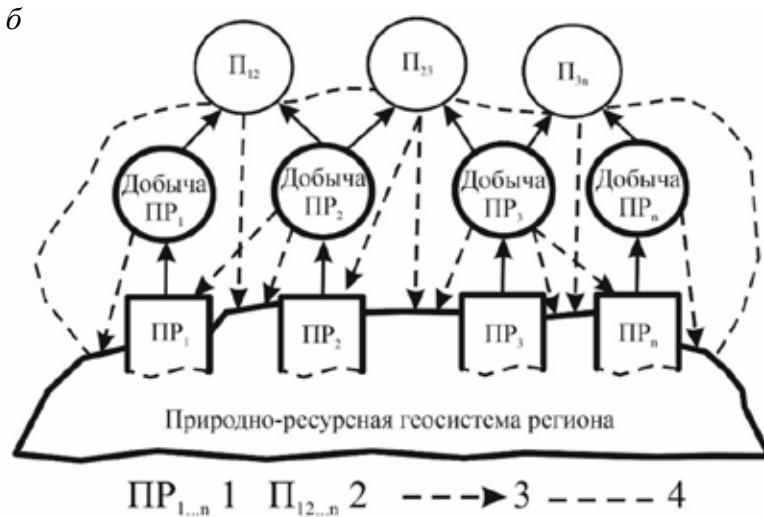 б
П₁₂ П₂₃ П₃ₙ
Добыча ПР₁ Добыча ПР₂ Добыча ПР₃ Добыча ПРₙ
ПР₁ ПР₂ ПР₃ ПРₙ
Природно-ресурсная геосистема региона
ПР₁...ₙ 1 П₁₂...ₙ 2 3 4